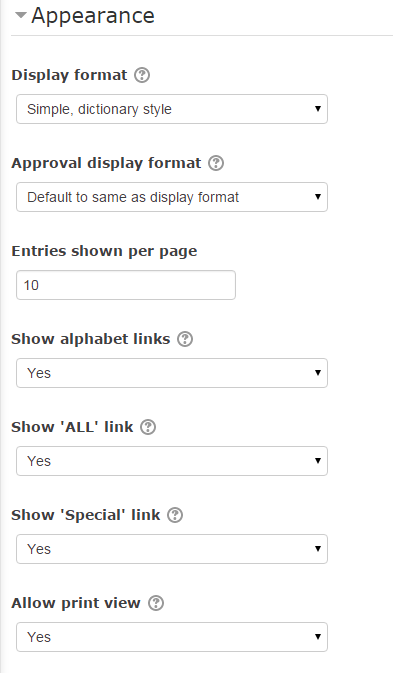 Appearance
Display format
Simple, dictionary style
Approval display format
Default to same as display format
Entries shown per page
10
Show alphabet links
Yes
Show 'ALL' link
Yes
Show 'Special' link
Yes
Allow print view
Yes